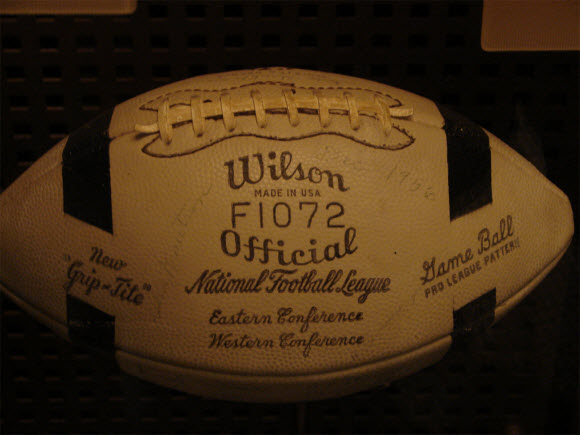 Wilson
MADE IN USA
F1072
Official
National Football League
Eastern Conference
Western Conference
New
"Grip-Tite"
Game Ball
PRO LEAGUE PATTERN
1956